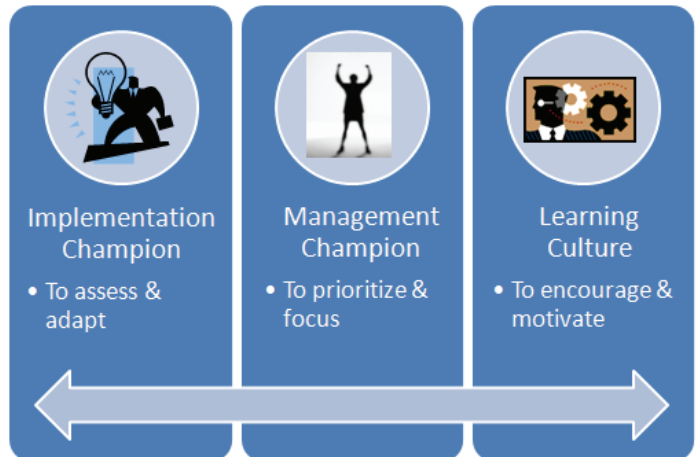 Implementation
Champion
• To assess &
adapt
Management
Champion
• To prioritize &
focus
Learning
Culture
• To encourage &
motivate